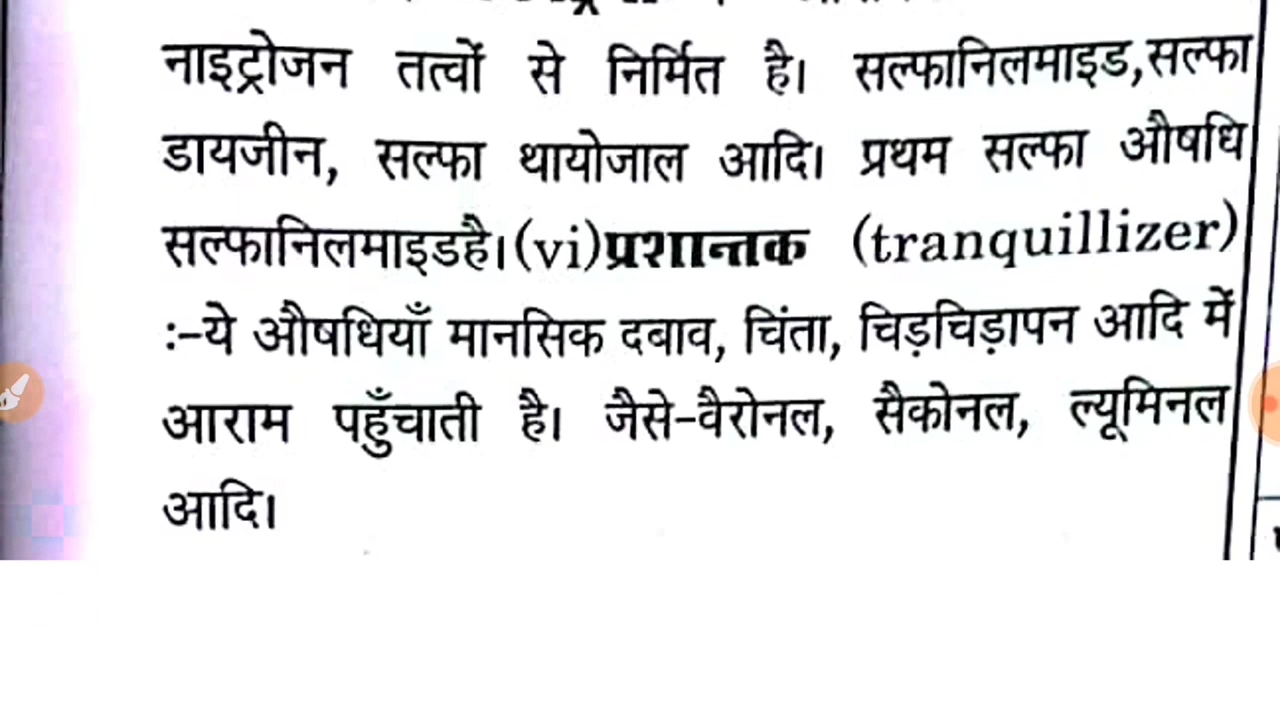 नाइट्रोजन तत्वों से निर्मित है। सल्फानिलमाइड,सल्फा
डायजीन, सल्फा थायोजाल आदि। प्रथम सल्फा औषधि
सल्फानिलमाइडहै।(vi)प्रशान्तक (tranquillizer)
:–ये औषधियाँ मानसिक दबाव, चिंता, चिड़चिड़ापन आदि में
आराम पहुँचाती है। जैसे–वैरोनल, सैकोनल, ल्यूमिनल
आदि।